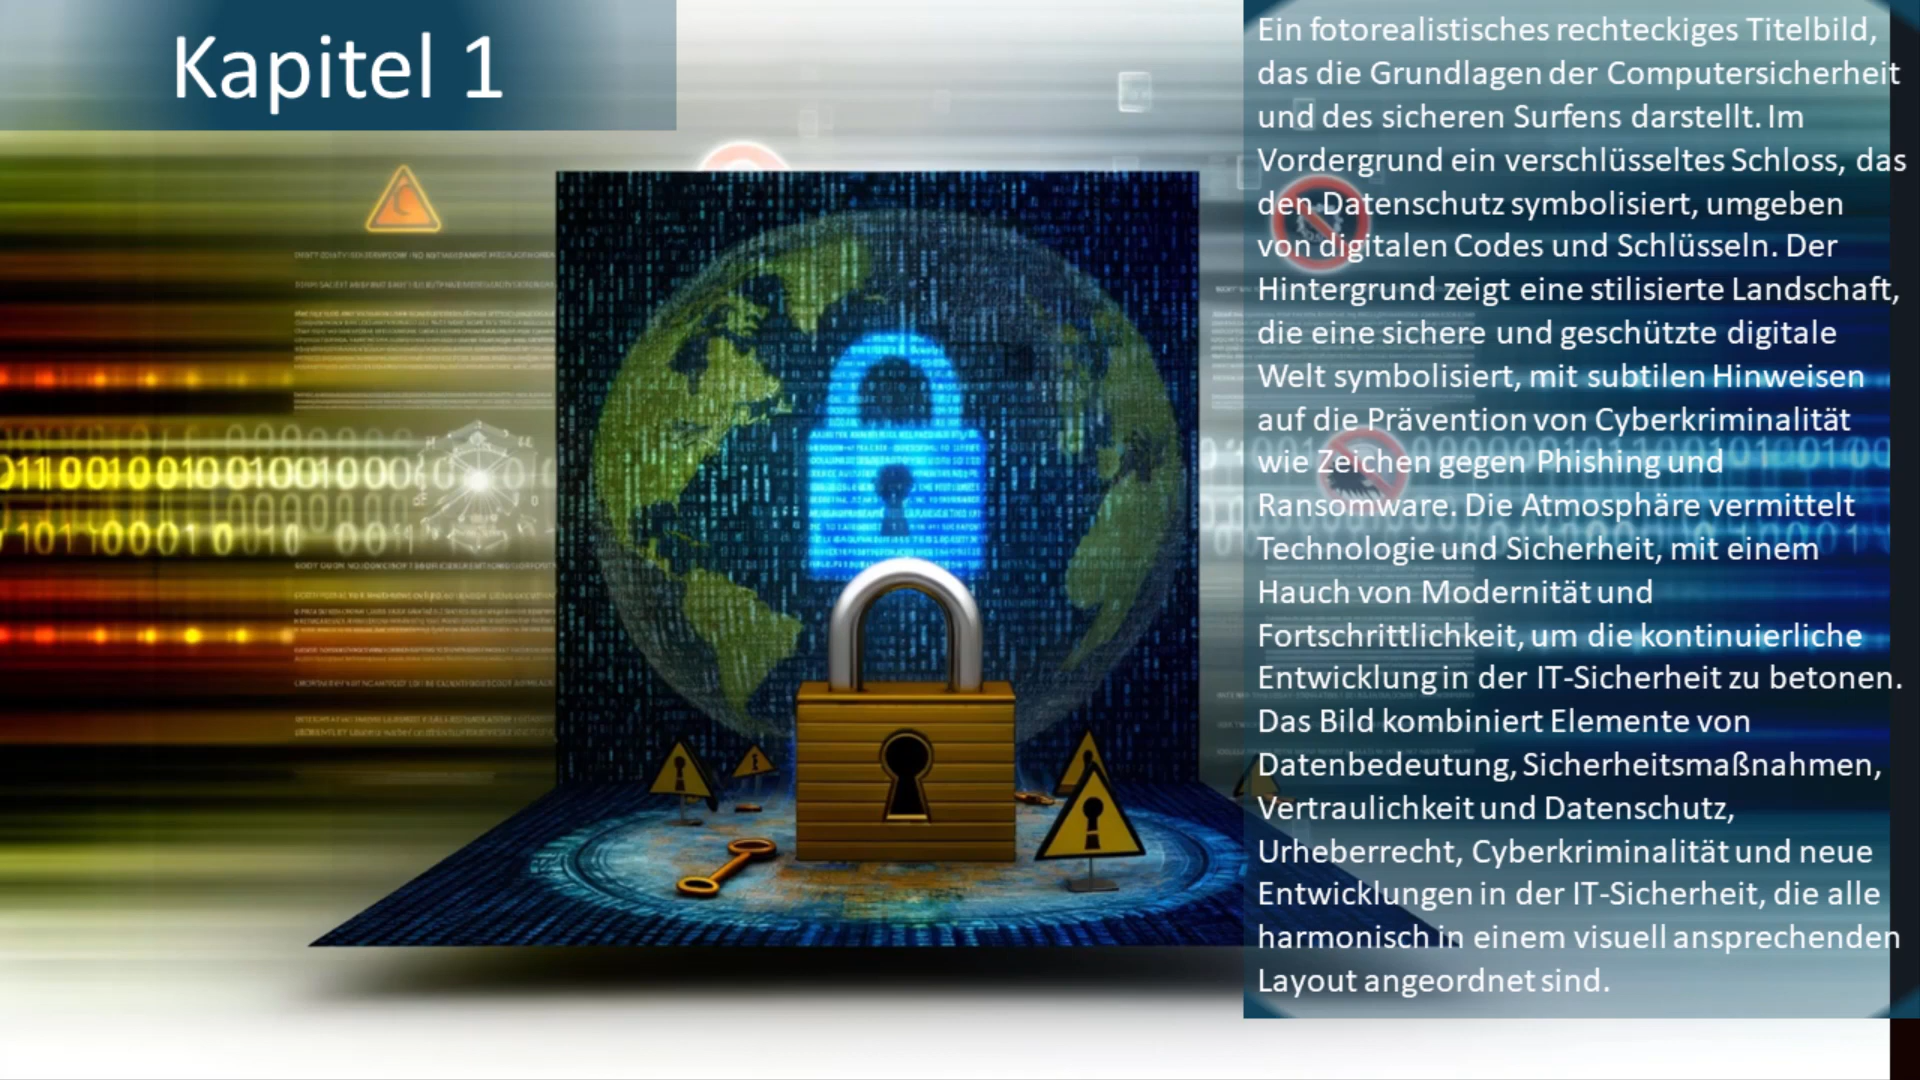 Kapitel 1
Ein fotorealistisches rechteckiges Titelbild,
das die Grundlagen der Computersicherheit
und des sicheren Surfens darstellt. Im
Vordergrund ein verschlüsseltes Schloss, das
den Datenschutz symbolisiert, umgeben
von digitalen Codes und Schlüsseln. Der
Hintergrund zeigt eine stilisierte Landschaft,
die eine sichere und geschützte digitale
Welt symbolisiert, mit subtilen Hinweisen
auf die Prävention von Cyberkriminalität
wie Zeichen gegen Phishing und
Ransomware. Die Atmosphäre vermittelt
Technologie und Sicherheit, mit einem
Hauch von Modernität und
Fortschrittlichkeit, um die kontinuierliche
Entwicklung in der IT-Sicherheit zu betonen.
Das Bild kombiniert Elemente von
Datenbedeutung, Sicherheitsmaßnahmen,
Vertraulichkeit und Datenschutz,
Urheberrecht, Cyberkriminalität und neue
Entwicklungen in der IT-Sicherheit, die alle
harmonisch in einem visuell ansprechenden
Layout angeordnet sind.